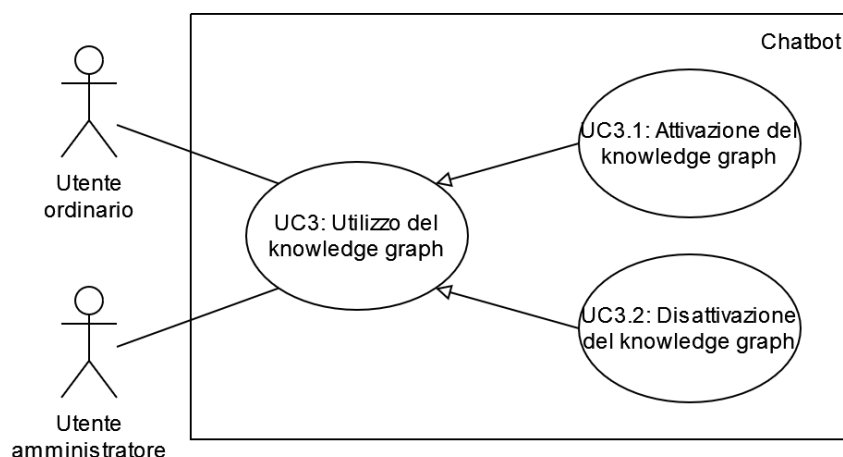 Chatbot
Utente
ordinario
UC3: Utilizzo del
knowledge graph
UC3.1: Attivazione del
knowledge graph
UC3.2: Disattivazione
del knowledge graph
Utente
amministratore